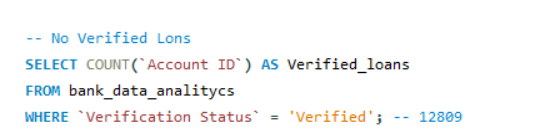 -- No Verified Lons
SELECT COUNT(`Account ID`) AS Verified_loans
FROM bank_data_analitycs
WHERE `Verification Status` = 'Verified'; -- 12809